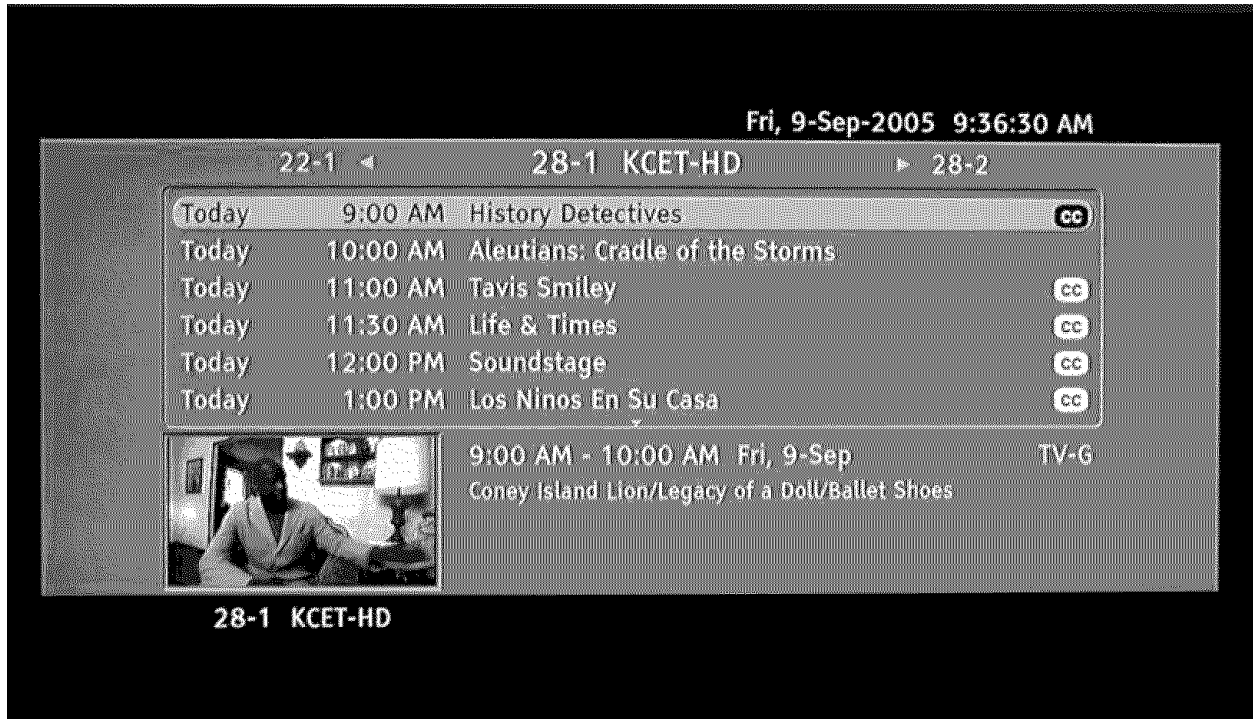 Fri, 9-Sep-2005 9:36:30 AM
22-1 ◄ 28-1 KCET-HD ► 28-2
Today 9:00 AM History Detectives CC
Today 10:00 AM Aleutians: Cradle of the Storms
Today 11:00 AM Tavis Smiley CC
Today 11:30 AM Life & Times CC
Today 12:00 PM Soundstage CC
Today 1:00 PM Los Ninos En Su Casa CC
9:00 AM - 10:00 AM Fri, 9-Sep TV-G
Coney Island Lion/Legacy of a Doll/Ballet Shoes
28-1 KCET-HD